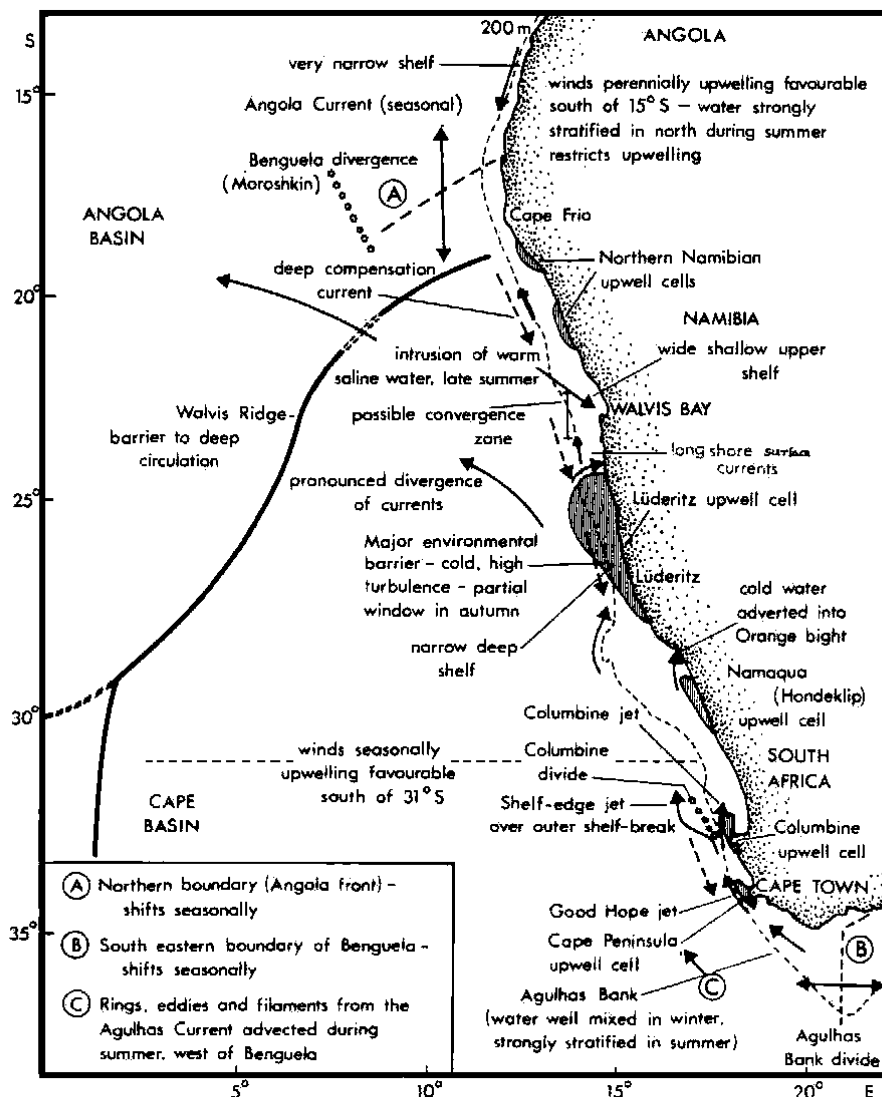 S
200 m
ANGOLA
very narrow shelf
winds perennially upwelling favourable
south of 15° S – water strongly
stratified in north during summer
restricts upwelling
15°
Angola Current (seasonal)
Benguela divergence
(Moroshkin)
A
ANGOLA
BASIN
Cape Frio
deep compensation
current
Northern Namibian
upwell cells
20°
NAMIBIA
intrusion of warm
saline water, late summer
wide shallow upper
shelf
Walvis Ridge
barrier to deep
circulation
possible convergence
zone
WALVIS BAY
long shore surface
currents
25°
pronounced divergence
of currents
Lüderitz upwell cell
Major environmental
barrier – cold, high
turbulence – partial
window in autumn
Lüderitz
cold water
adverted into
Orange bight
narrow deep
shelf
Namaqua
(Hondeklip)
upwell cell
30°
Columbine jet
winds seasonally
upwelling favourable
south of 31° S
Columbine
divide
SOUTH
AFRICA
CAPE
BASIN
Shelf-edge jet
over outer shelf-break
Columbine
upwell cell
CAPE TOWN
A Northern boundary (Angola front) –
shifts seasonally
B South eastern boundary of Benguela –
shifts seasonally
C Rings, eddies and filaments from the
Agulhas Current advected during
summer, west of Benguela
35°
Good Hope jet
Cape Peninsula
upwell cell
B
C
Agulhas Bank
(water well mixed in winter,
strongly stratified in summer)
Agulhas
Bank divide
5°
10°
15°
20°
E